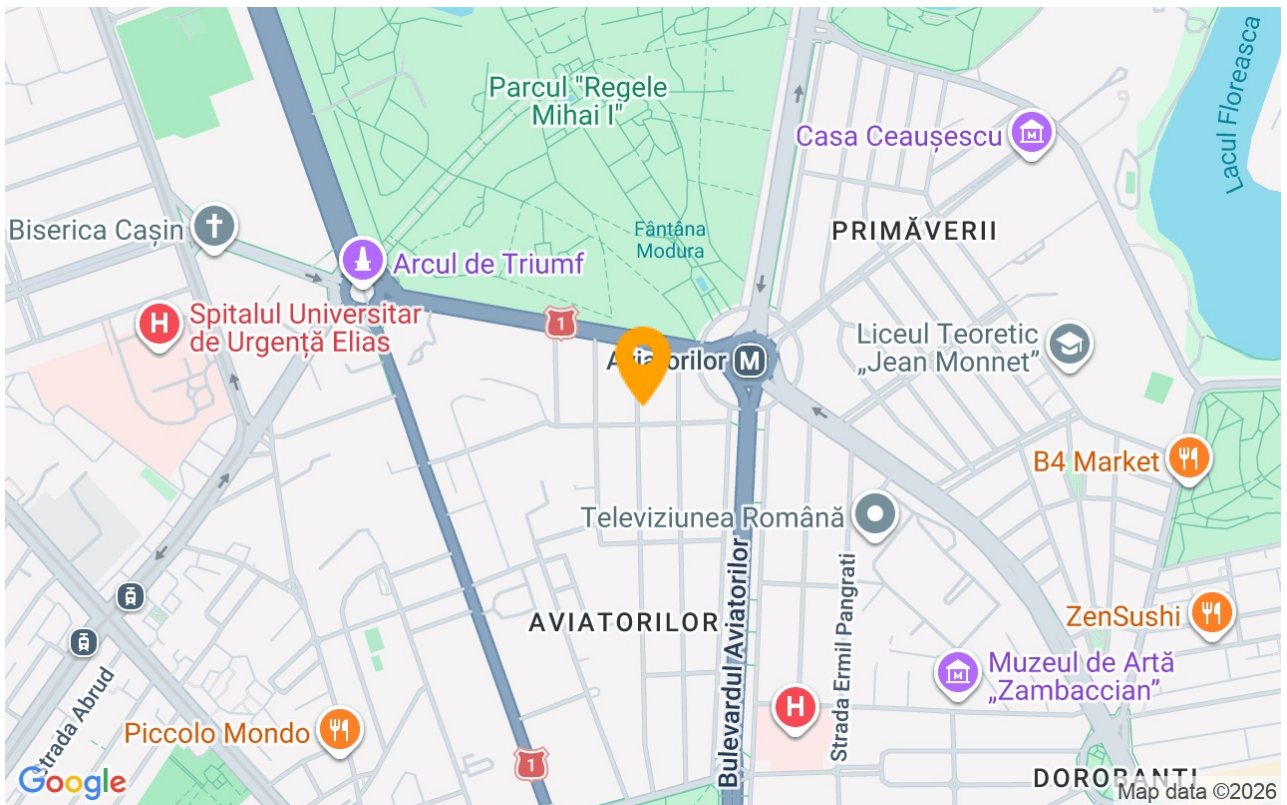 Parcul "Regele
Mihai I"
Casa Ceaușescu
Lacul Floreasca
Biserica Cașin
Fântâna
Modura
PRIMĂVERII
Arcul de Triumf
H
Spitalul Universitar
de Urgență Elias
1
Liceul Teoretic
„Jean Monnet”
Aviatorilor
M
B4 Market
Televiziunea Română
Bulevardul Aviatorilor
Strada Ermil Pangrati
AVIATORILOR
ZenSushi
Muzeul de Artă
„Zambaccian”
H
Strada Abrud
Piccolo Mondo
1
DOROBANȚI
Google
Map data ©2026